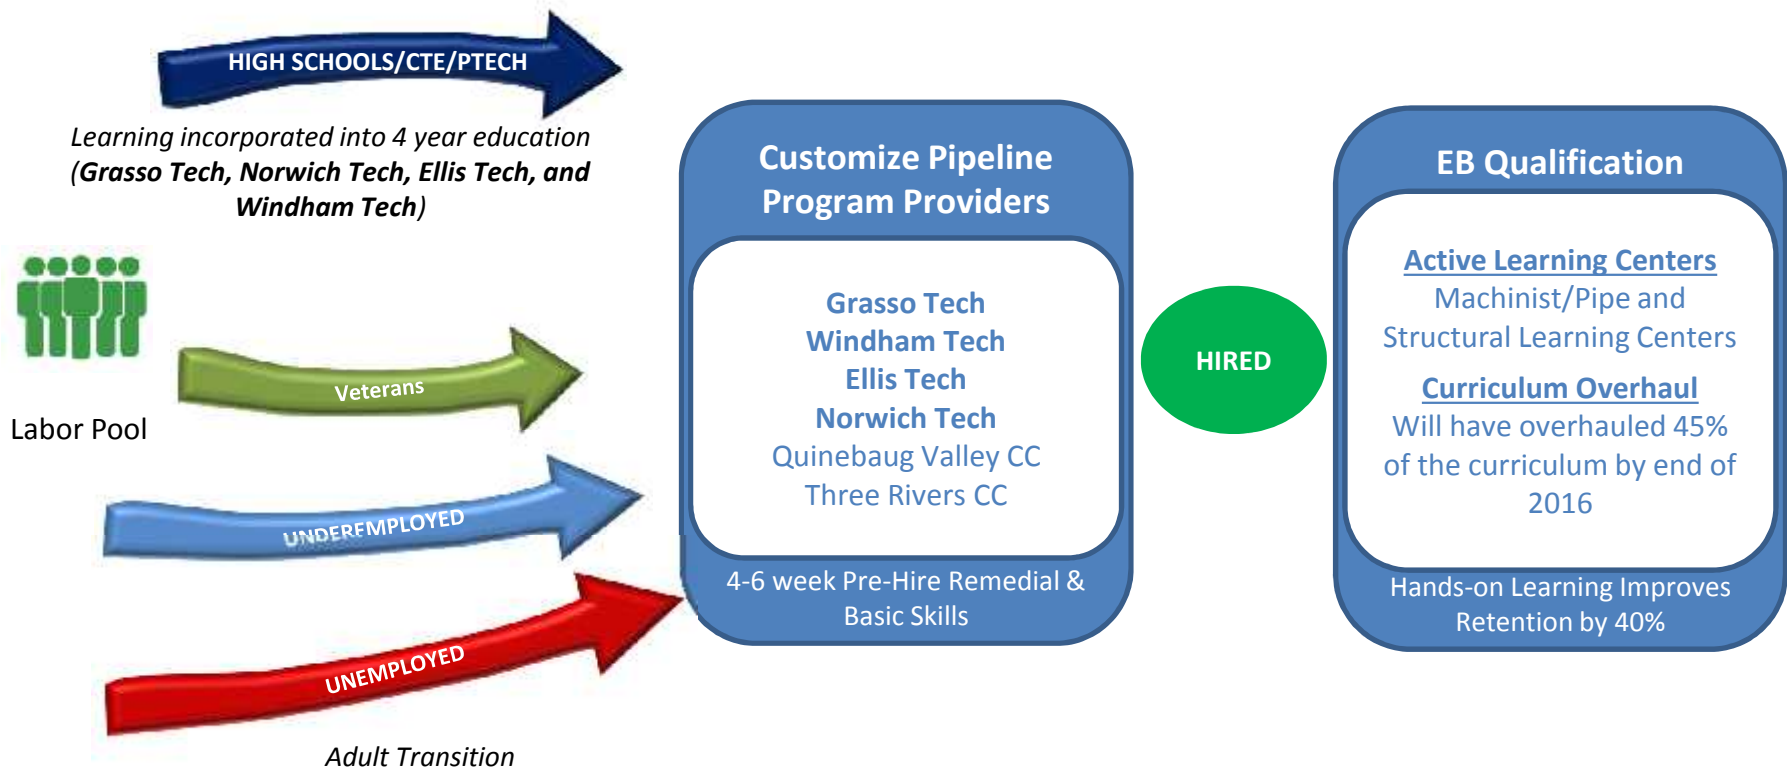 HIGH SCHOOLS/CTE/PTECH
Learning incorporated into 4 year education
(Grasso Tech, Norwich Tech, Ellis Tech, and
Windham Tech)
Labor Pool
Veterans
UNDEREMPLOYED
UNEMPLOYED
Adult Transition
Customize Pipeline
Program Providers
Grasso Tech
Windham Tech
Ellis Tech
Norwich Tech
Quinebaug Valley CC
Three Rivers CC
4-6 week Pre-Hire Remedial &
Basic Skills
HIRED
EB Qualification
Active Learning Centers
Machinist/Pipe and
Structural Learning Centers
Curriculum Overhaul
Will have overhauled 45%
of the curriculum by end of
2016
Hands-on Learning Improves
Retention by 40%